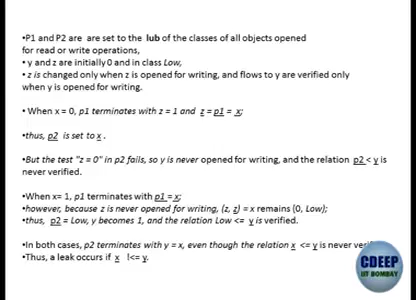 •P1 and P2 are are set to the lub of the classes of all objects opened
for read or write operations,
• y and z are initially 0 and in class Low,
•z is changed only when z is opened for writing, and flows to y are verified only
when y is opened for writing.
• When x = 0, p1 terminates with z = 1 and z = p1 = x;
•thus, p2 is set to x .
•But the test "z = 0" in p2 fails, so y is never opened for writing, and the relation p2 < y is
never verified.
•When x= 1, p1 terminates with p1 = x;
•however, because z is never opened for writing, (z, z) = x remains (0, Low);
•thus, p2 = Low, y becomes 1, and the relation Low <= y is verified.
•In both cases, p2 terminates with y = x, even though the relation x <= y is never
•Thus, a leak occurs if x !<= y.
CDEEP
IIT BOMBAY